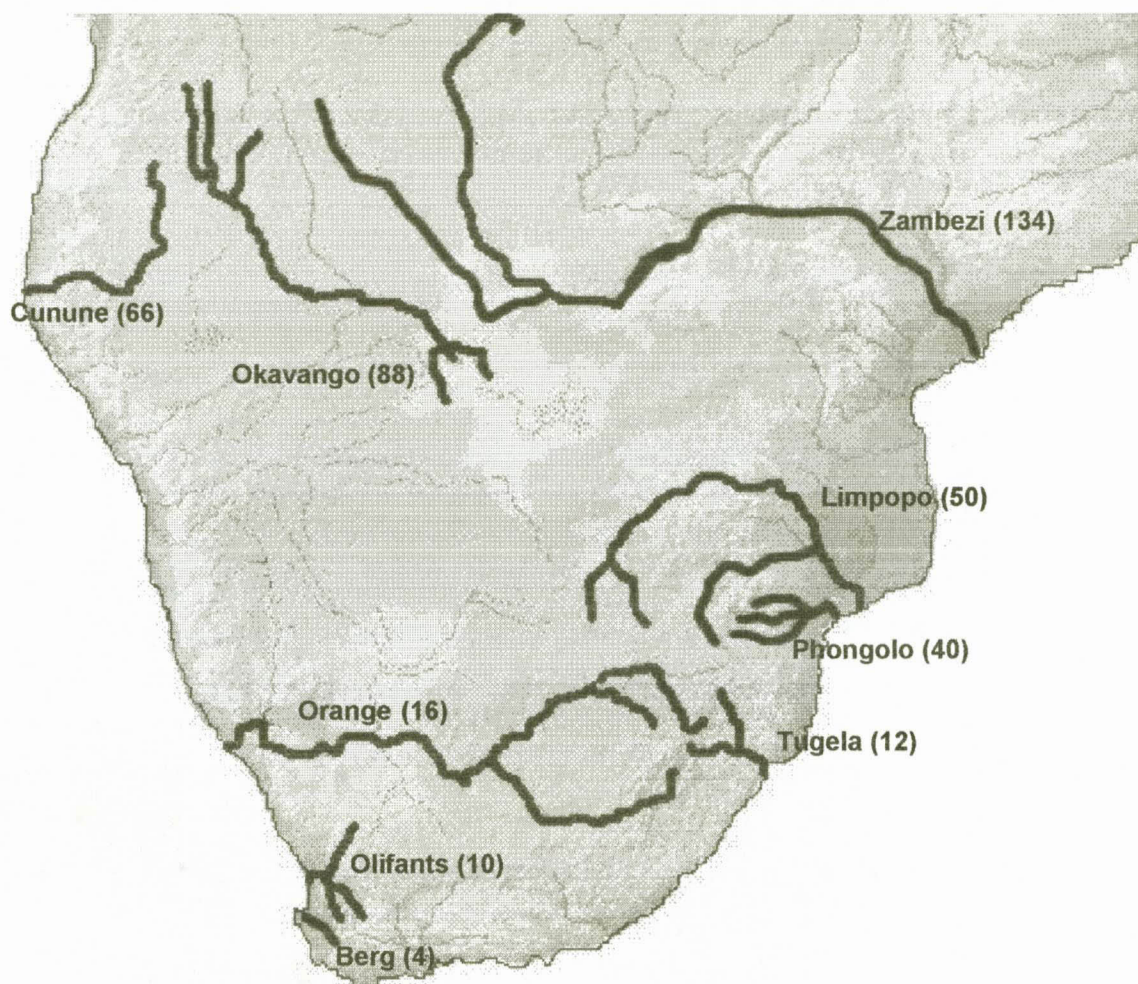 Zambezi (134)
Cunune (66)
Okavango (88)
Limpopo (50)
Phongolo (40)
Orange (16)
Tugela (12)
Olifants (10)
Berg (4)